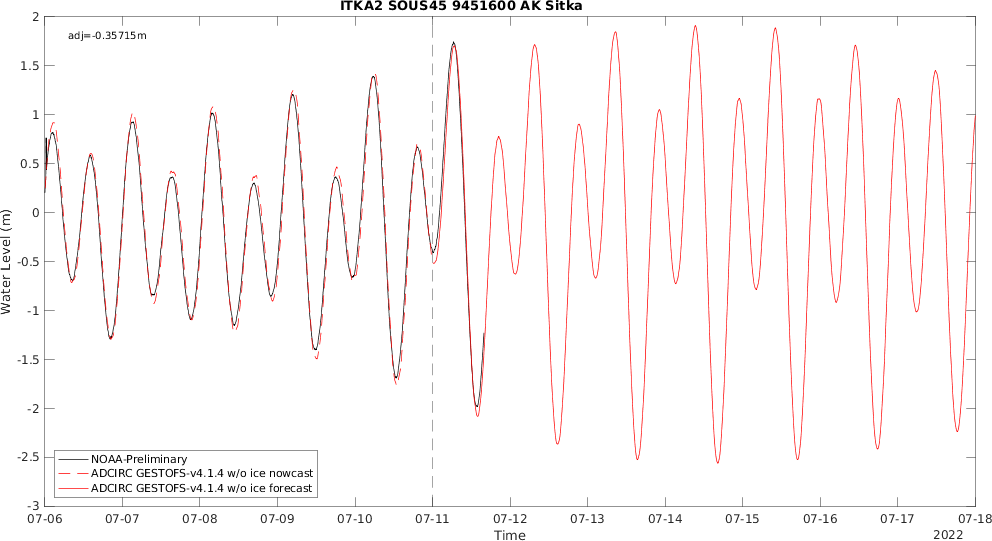 ITKA2 SOUS45 9451600 AK Sitka
adj=-0.35715m
2
1.5
1
0.5
0
-0.5
-1
-1.5
-2
-2.5
-3
Water Level (m)
NOAA-Preliminary
ADCIRC GESTOFS-v4.1.4 w/o ice nowcast
ADCIRC GESTOFS-v4.1.4 w/o ice forecast
07-06 07-07 07-08 07-09 07-10 07-11 07-12 07-13 07-14 07-15 07-16 07-17 07-18
Time
2022